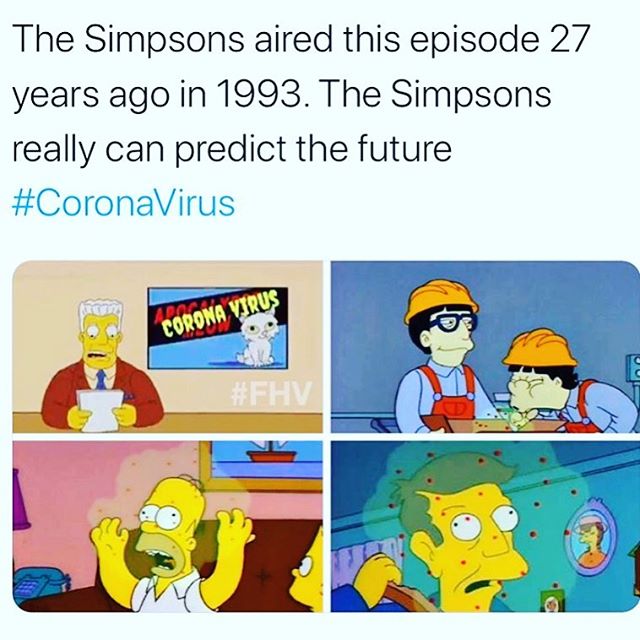 The Simpsons aired this episode 27
years ago in 1993. The Simpsons
really can predict the future
#CoronaVirus
CORONA VIRUS
#FHV